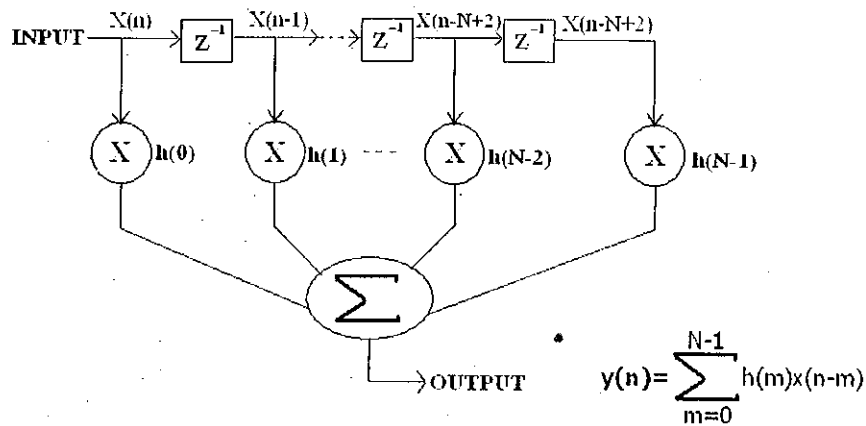 X(n) X(n-1) X(n-N+2) X(n-N+2)
INPUT z⁻¹ z⁻¹ z⁻¹
X h(0) X h(1) X h(N-2) X h(N-1)
∑
OUTPUT
N-1
y(n)=∑h(m)x(n-m)
m=0